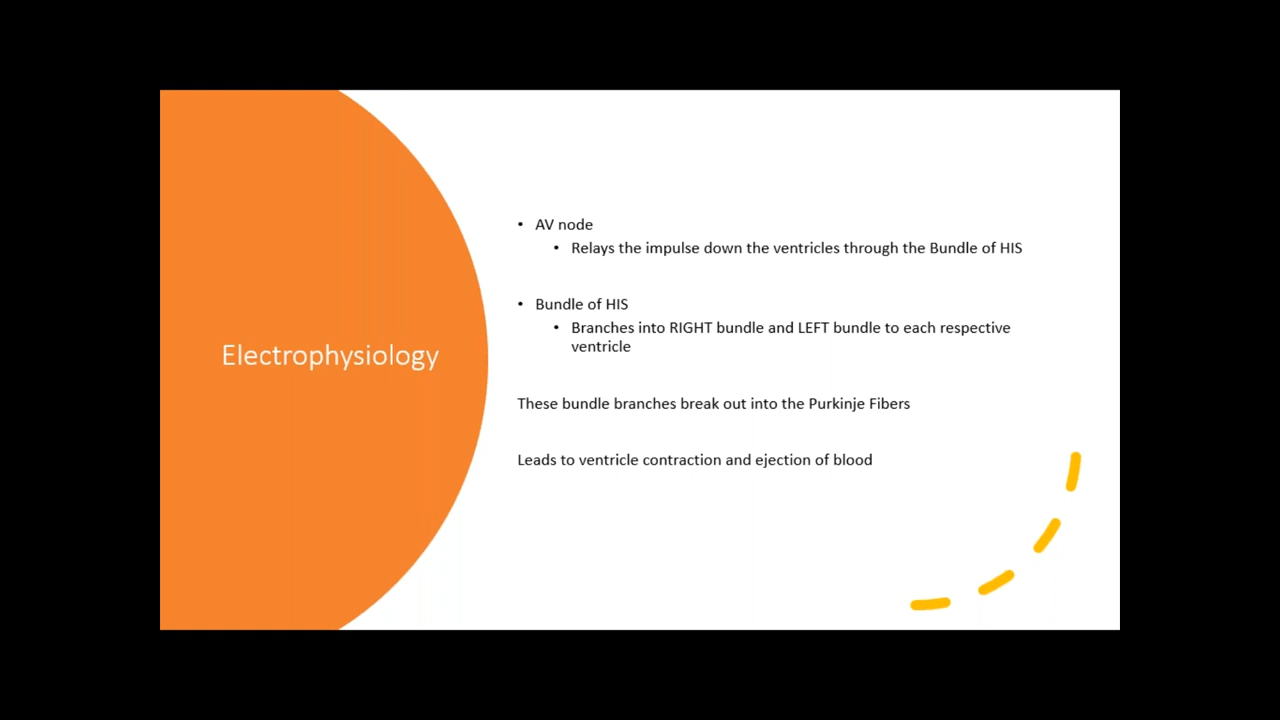 Electrophysiology
• AV node
• Relays the impulse down the ventricles through the Bundle of HIS
• Bundle of HIS
• Branches into RIGHT bundle and LEFT bundle to each respective
ventricle
These bundle branches break out into the Purkinje Fibers
Leads to ventricle contraction and ejection of blood